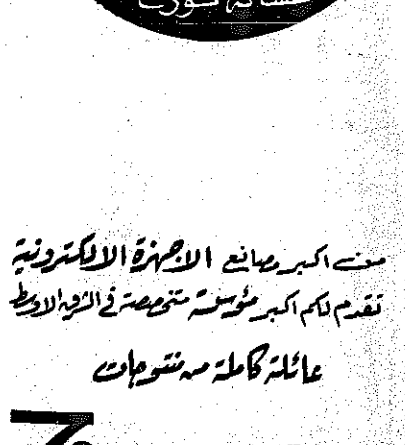 من اكبر مصانع الاجهزة الالكترونية
تقدم لكم اكبر مؤسسة متخصصة في الشرق الاوسط
عائلة كاملة من منتوجات